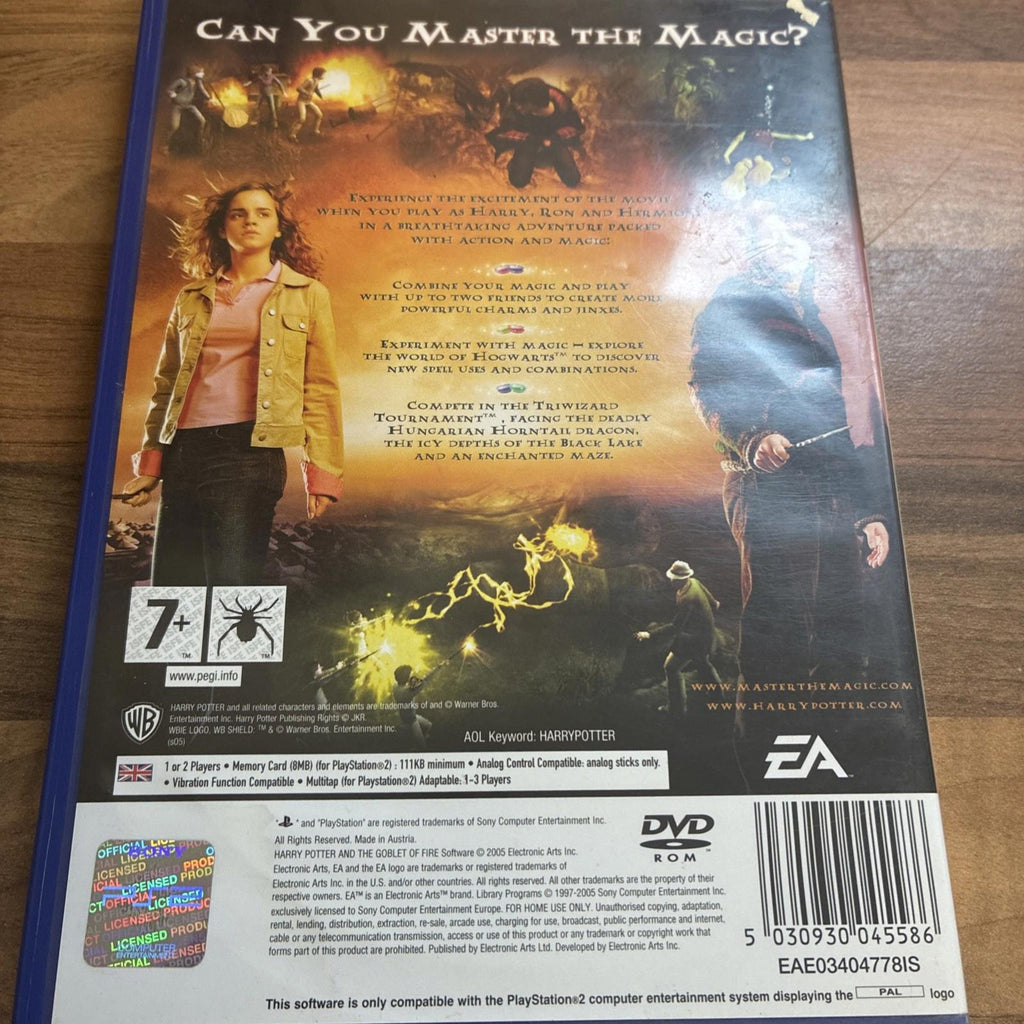 CAN YOU MASTER THE MAGIC?
EXPERIENCE THE EXCITEMENT OF THE MOVIE
WHEN YOU PLAY AS HARRY, RON AND
IN A BREATHTAKING ADVENTURE PACKED
WITH ACTION AND MAGIC!
COMBINE YOUR MAGIC AND PLAY
WITH UP TO TWO FRIENDS TO CREATE MORE
POWERFUL CHARMS AND JINXES.
EXPERIMENT WITH MAGIC – EXPLORE
THE WORLD OF HOGWARTS™ TO DISCOVER
NEW SPELL USES AND COMBINATIONS.
COMPETE IN THE TRIWIZARD
TOURNAMENT™, FACING THE DEADLY
HUNGARIAN HORNTAIL DRAGON,
THE ICY DEPTHS OF THE BLACK LAKE
AND AN ENCHANTED MAZE.
7+
www.pegi.info
WWW.MASTERTHEMAGIC.COM
WWW.HARRYPOTTER.COM
WB
HARRY POTTER and all related characters and elements are trademarks of and © Warner Bros.
Entertainment Inc. Harry Potter Publishing Rights © JKR.
WBIE LOGO, WB SHIELD: ™ & © Warner Bros. Entertainment Inc.
(s05)
AOL Keyword: HARRYPOTTER
EA
1 or 2 Players • Memory Card (8MB) (for PlayStation®2) : 111KB minimum • Analog Control Compatible: analog sticks only.
• Vibration Function Compatible • Multitap (for Playstation®2) Adaptable: 1–3 Players
" and "PlayStation" are registered trademarks of Sony Computer Entertainment Inc.
All Rights Reserved. Made in Austria.
HARRY POTTER AND THE GOBLET OF FIRE Software © 2005 Electronic Arts Inc.
Electronic Arts, EA and the EA logo are trademarks or registered trademarks of
Electronic Arts Inc. in the U.S. and/or other countries. All rights reserved. All other trademarks are the property of their
respective owners. EA™ is an Electronic Arts™ brand. Library Programs © 1997-2005 Sony Computer Entertainment Inc.
exclusively licensed to Sony Computer Entertainment Europe. FOR HOME USE ONLY. Unauthorised copying, adaptation,
rental, lending, distribution, extraction, re-sale, arcade use, charging for use, broadcast, public performance and internet,
cable or any telecommunication transmission, access or use of this product or any trademark or copyright work that
forms part of this product are prohibited. Published by Electronic Arts Ltd. Developed by Electronic Arts Inc.
DVD
ROM
OFFICIAL
LICENSED
LICENSED PROD
OFFICIAL LICENSED
LICENSED PRODUC
LICENSED PROD
COMPUTER
ENTERTAINMENT
5 030930 045586
EAE03404778IS
This software is only compatible with the PlayStation®2 computer entertainment system displaying the PAL logo